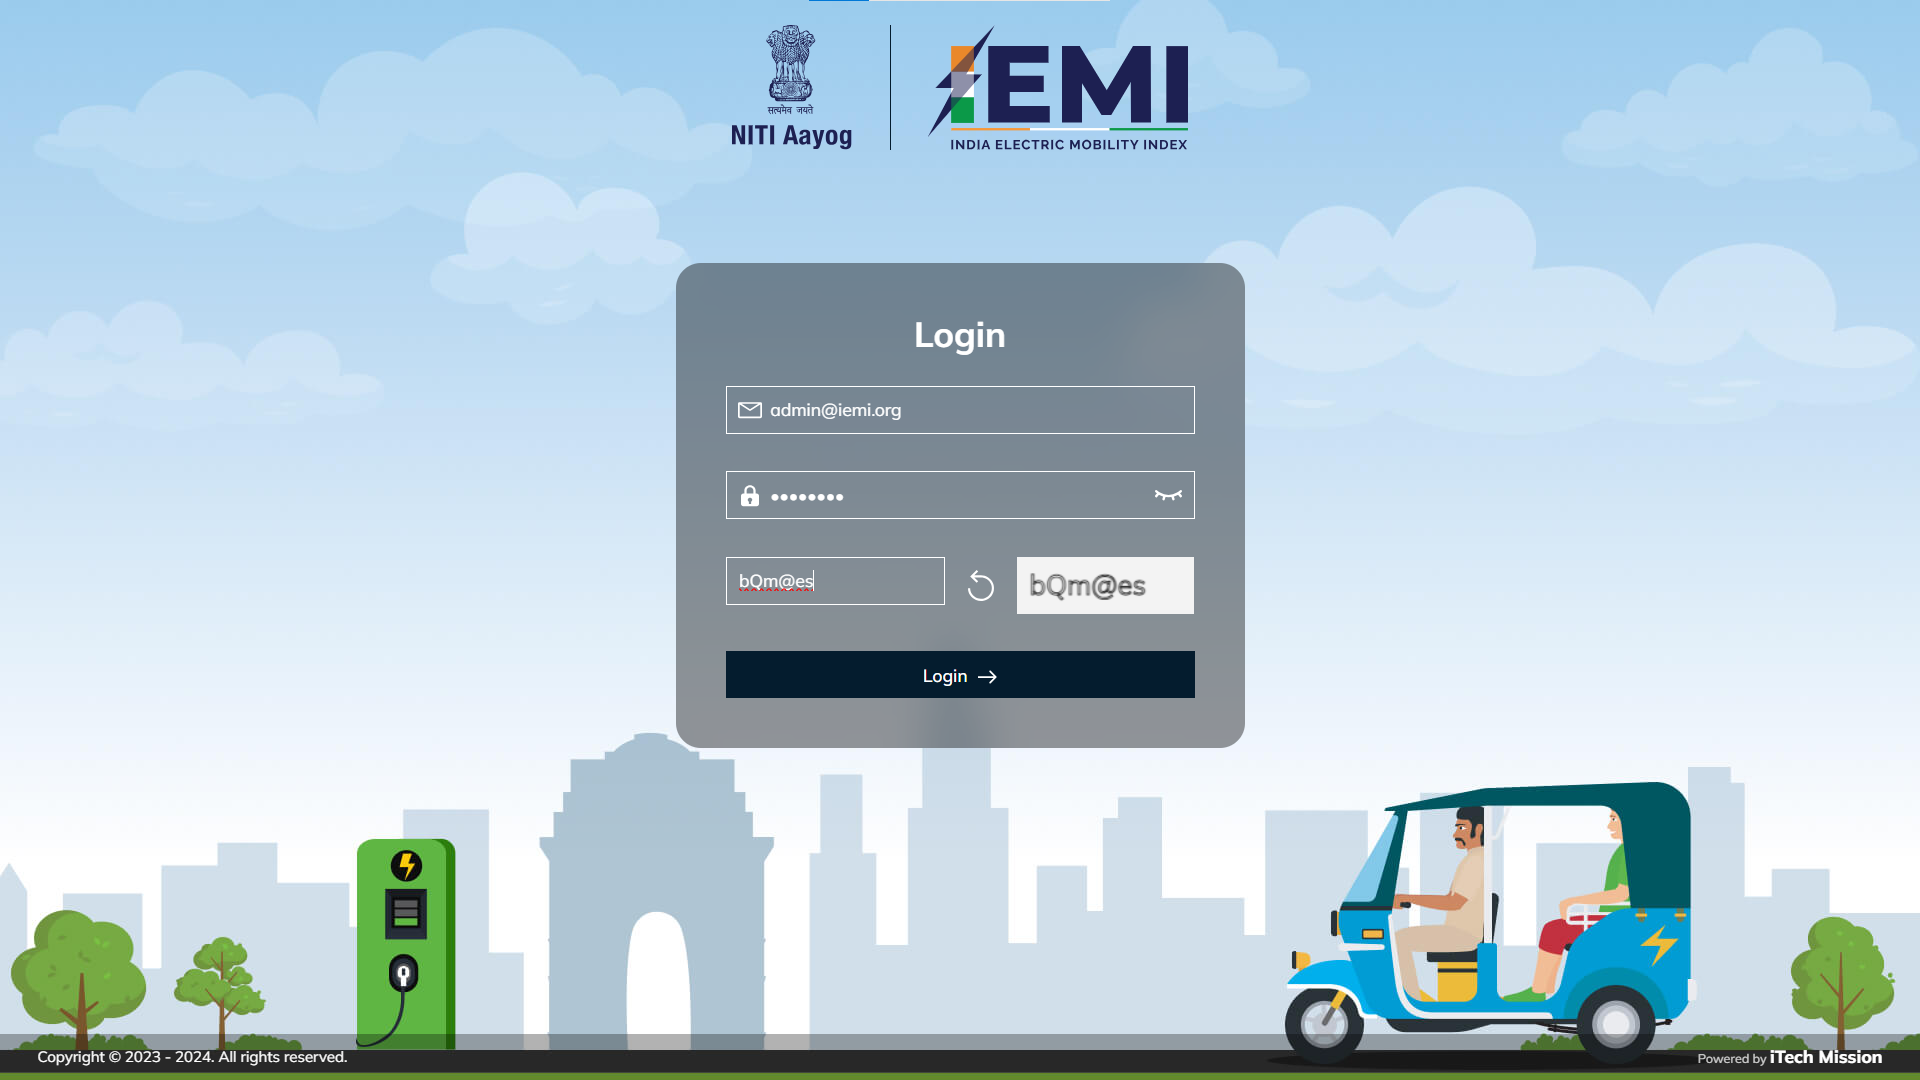 सत्यमेव जयते
NITI Aayog
IEMI
INDIA ELECTRIC MOBILITY INDEX
Login
admin@iemi.org
••••••••
bQm@es
bQm@es
Login
Copyright © 2023 - 2024. All rights reserved.
Powered by iTech Mission